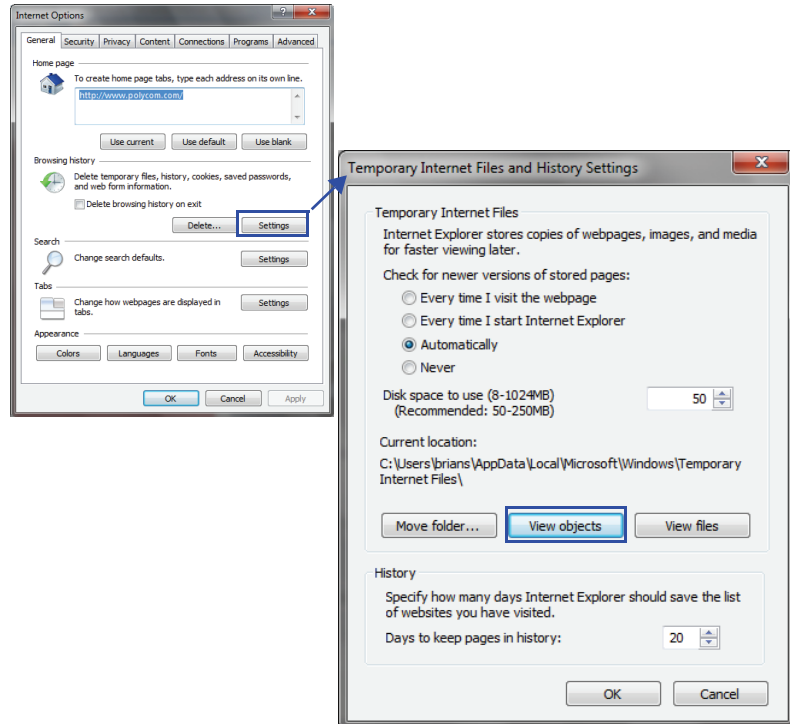 Internet Options
General Security Privacy Content Connections Programs Advanced
Home page
To create home page tabs, type each address on its own line.
http://www.polycom.com/
Use current Use default Use blank
Browsing history
Delete temporary files, history, cookies, saved passwords,
and web form information.
Delete browsing history on exit
Delete... Settings
Search
Change search defaults. Settings
Tabs
Change how webpages are displayed in
tabs. Settings
Appearance
Colors Languages Fonts Accessibility
OK Cancel Apply
Temporary Internet Files and History Settings
Temporary Internet Files
Internet Explorer stores copies of webpages, images, and media
for faster viewing later.
Check for newer versions of stored pages:
Every time I visit the webpage
Every time I start Internet Explorer
Automatically
Never
Disk space to use (8-1024MB)
(Recommended: 50-250MB)
50
Current location:
C:\Users\brians\AppData\Local\Microsoft\Windows\Temporary
Internet Files\
Move folder... View objects View files
History
Specify how many days Internet Explorer should save the list
of websites you have visited.
Days to keep pages in history: 20
OK Cancel